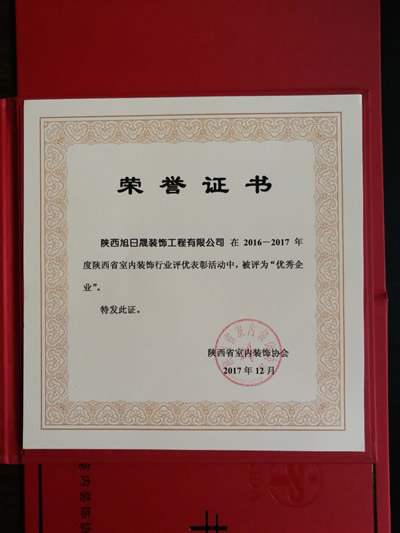 荣誉证书
陕西旭日晟装饰工程有限公司 在 2016－2017 年
度陕西省室内装饰行业评优表彰活动中，被评为“优秀企
业”。
特发此证。
陕西省室内装饰协会
2017 年 12 月